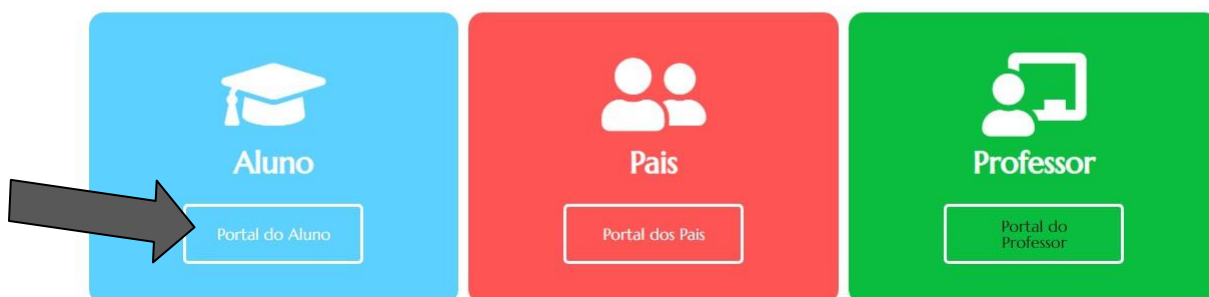 Aluno
Portal do Aluno
Pais
Portal dos Pais
Professor
Portal do
Professor